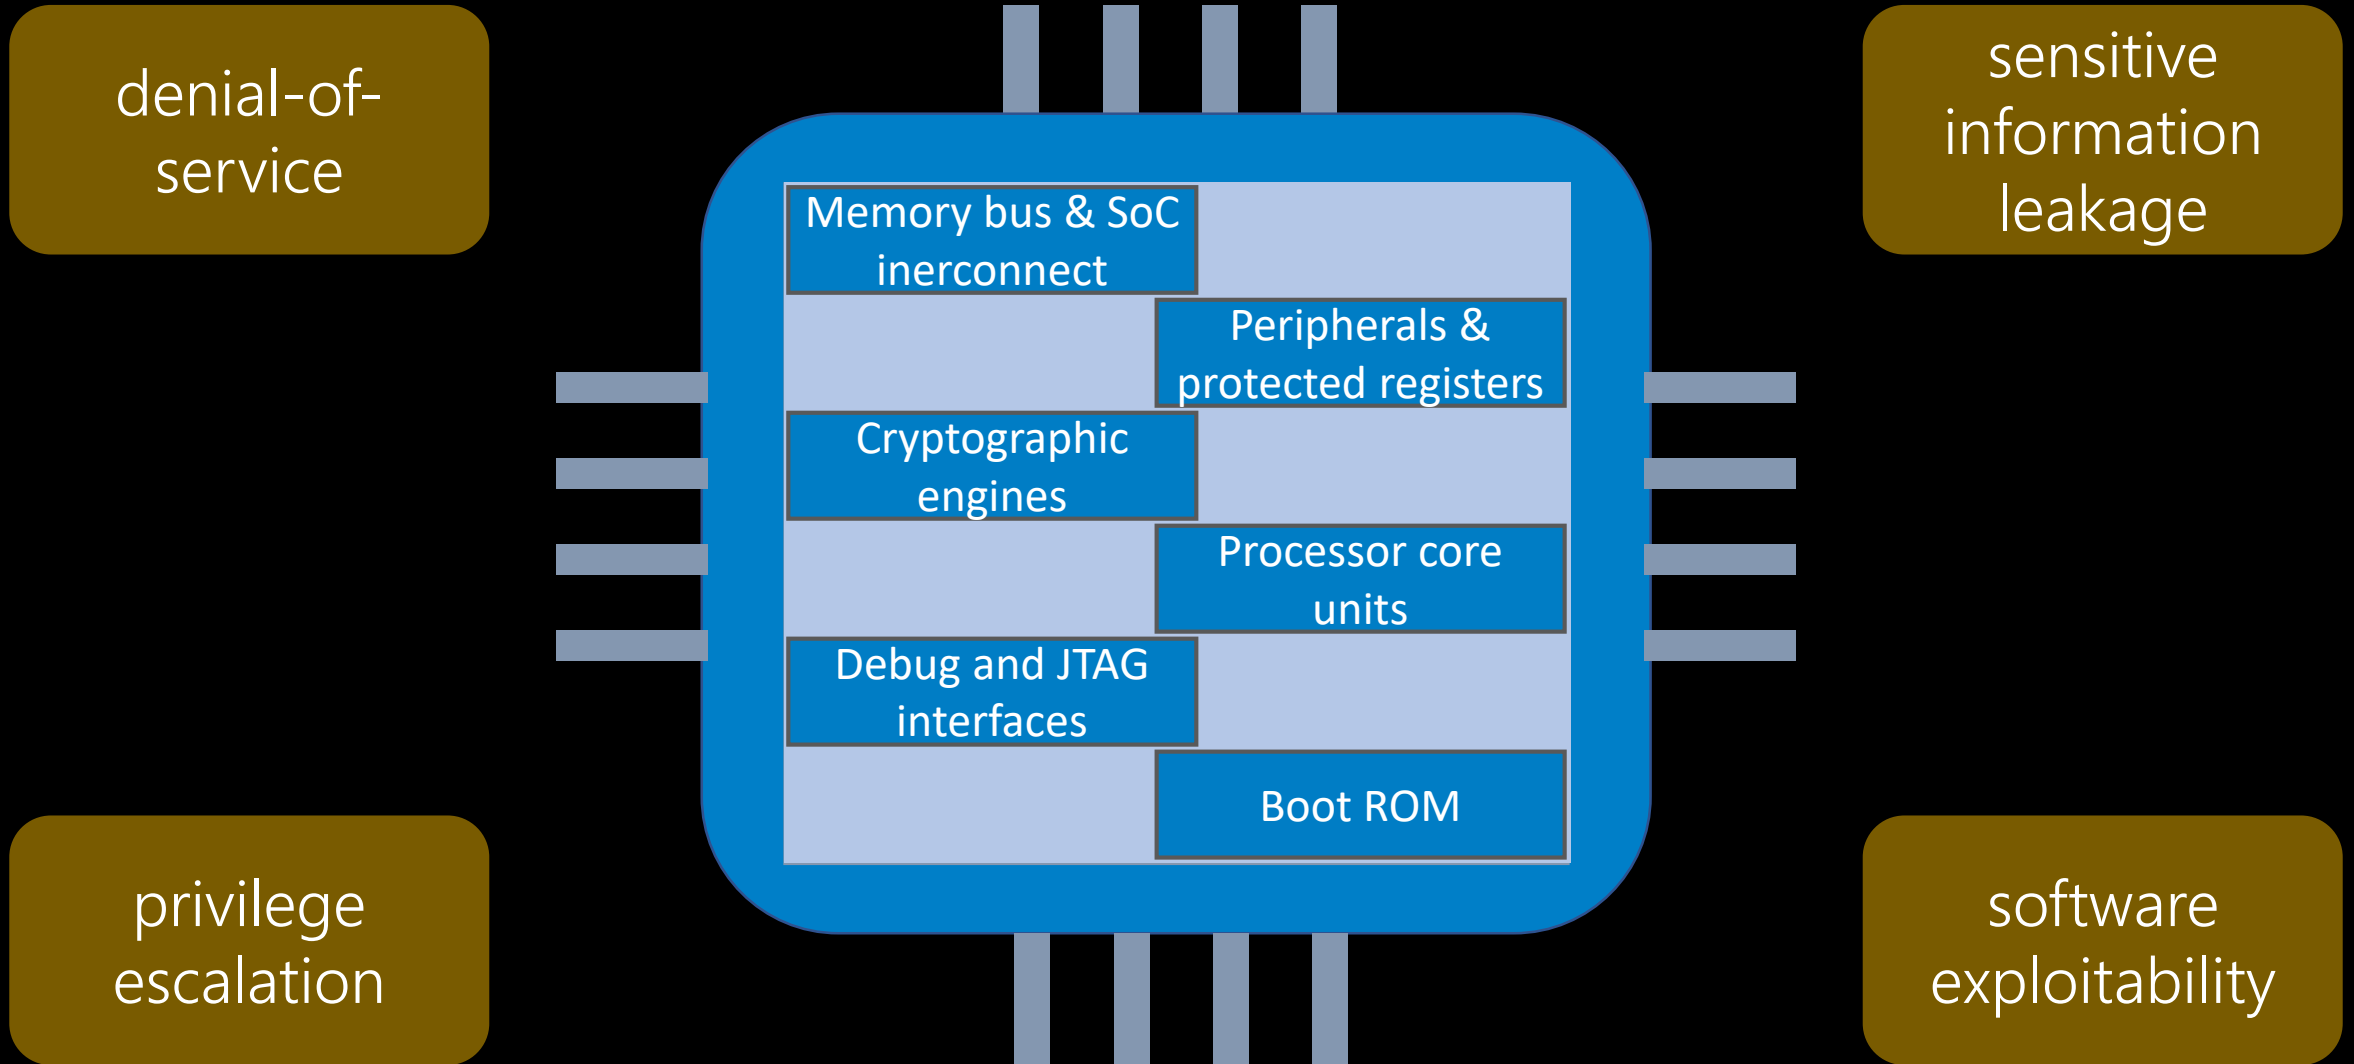 denial-of-
service
sensitive
information
leakage
Memory bus & SoC
inerconnect
Peripherals &
protected registers
Cryptographic
engines
Processor core
units
Debug and JTAG
interfaces
Boot ROM
privilege
escalation
software
exploitability